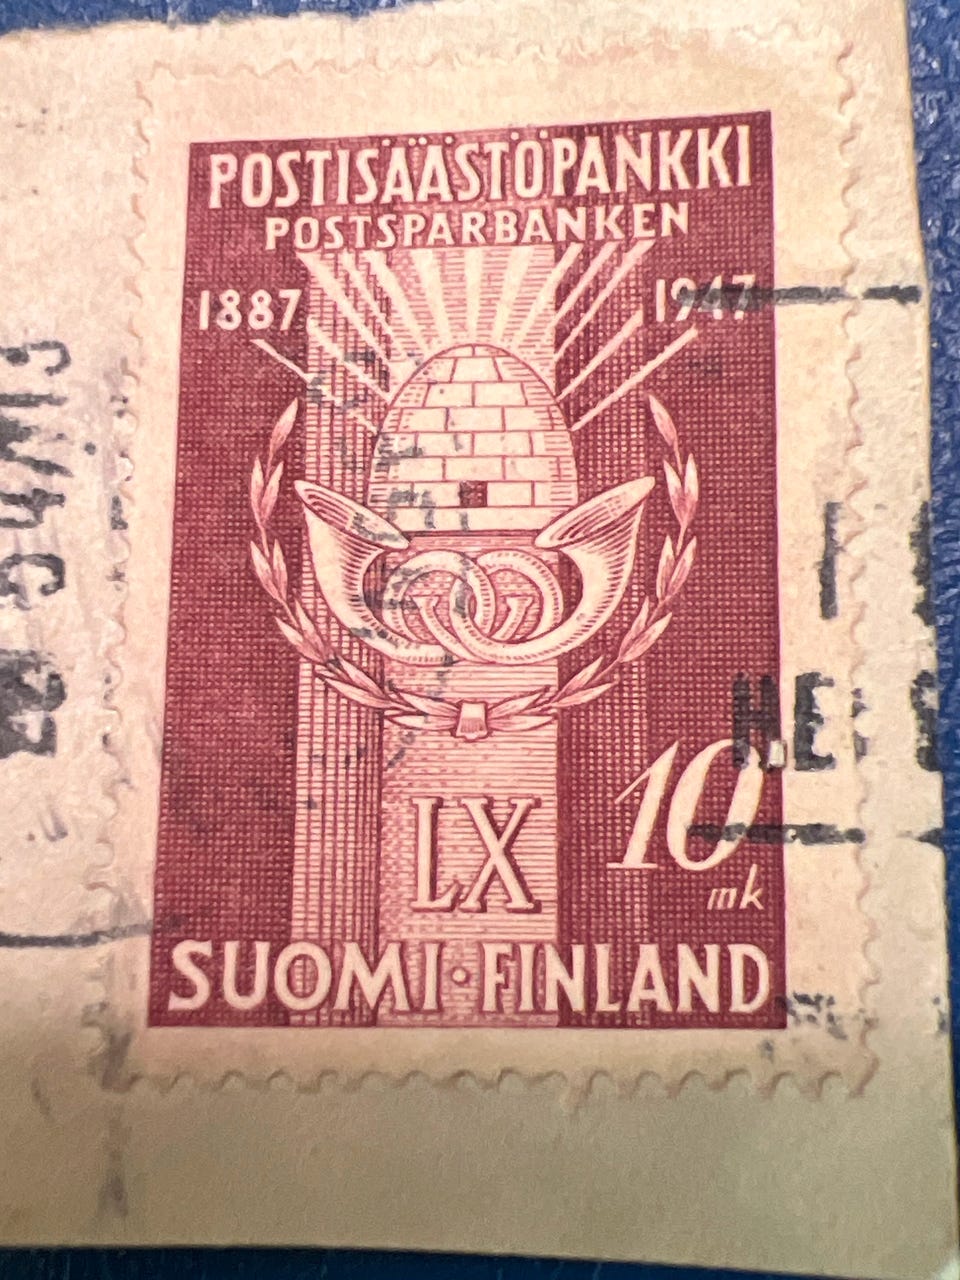 POSTISÄÄSTÖPANKKI
POSTSPARBANKEN
1887 1947
LX
10
mk
SUOMI · FINLAND